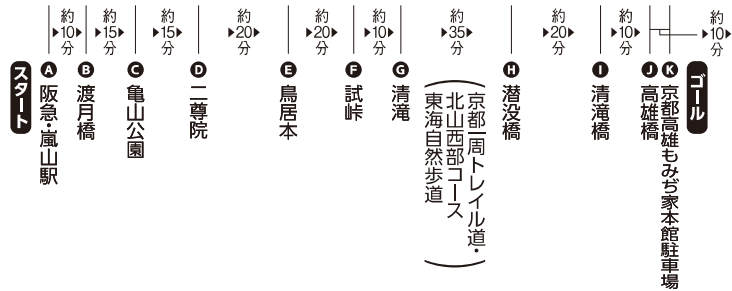 スタート
A 阪急・嵐山駅
▶約10分▶
B 渡月橋
▶約15分▶
C 亀山公園
▶約15分▶
D 二尊院
▶約20分▶
E 鳥居本
▶約20分▶
F 試峠
▶約10分▶
G 清滝
▶約35分▶
(京都一周トレイル道・
北山西部コース
東海自然歩道)
H 潜没橋
▶約20分▶
I 清滝橋
▶約10分▶
J 高雄橋
▶約10分▶
K 京都高雄もみぢ家本館駐車場
ゴール